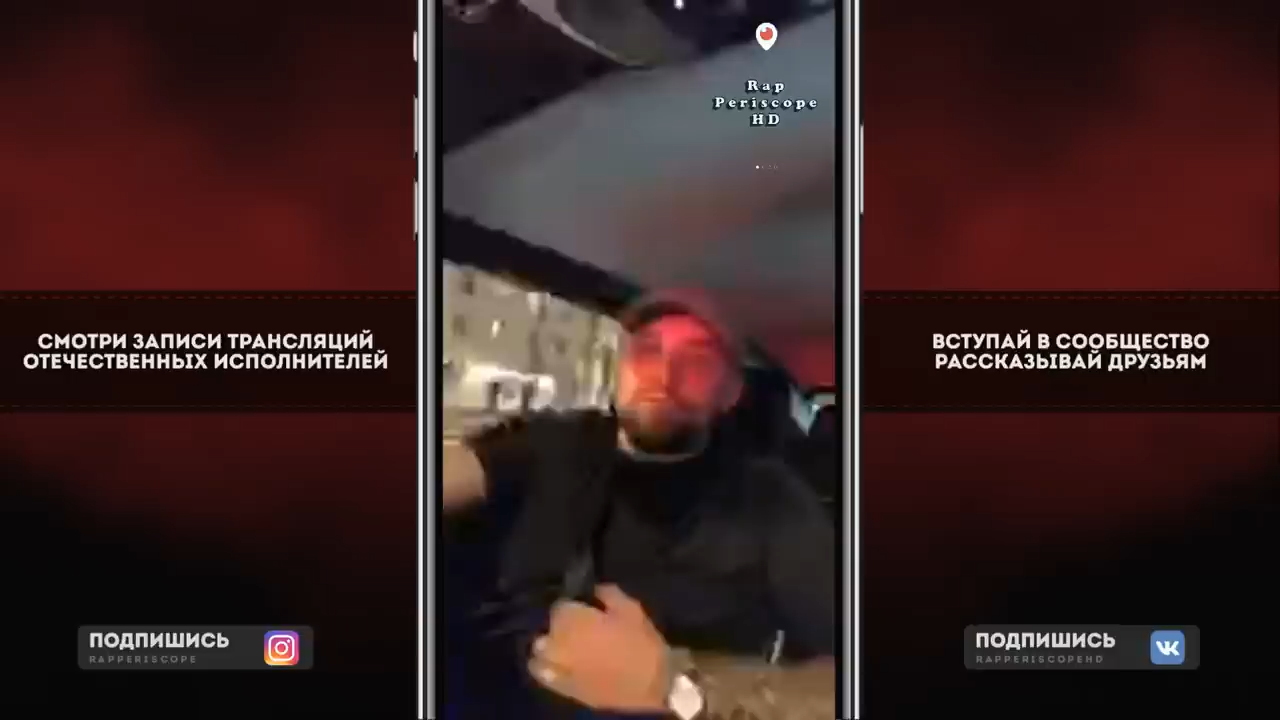 Rap
Periscope
HD
СМОТРИ ЗАПИСИ ТРАНСЛЯЦИЙ
ОТЕЧЕСТВЕННЫХ ИСПОЛНИТЕЛЕЙ
ВСТУПАЙ В СООБЩЕСТВО
РАССКАЗЫВАЙ ДРУЗЬЯМ
ПОДПИШИСЬ
RAPPERISCOPE
ПОДПИШИСЬ
RAPPERISCOPEHD